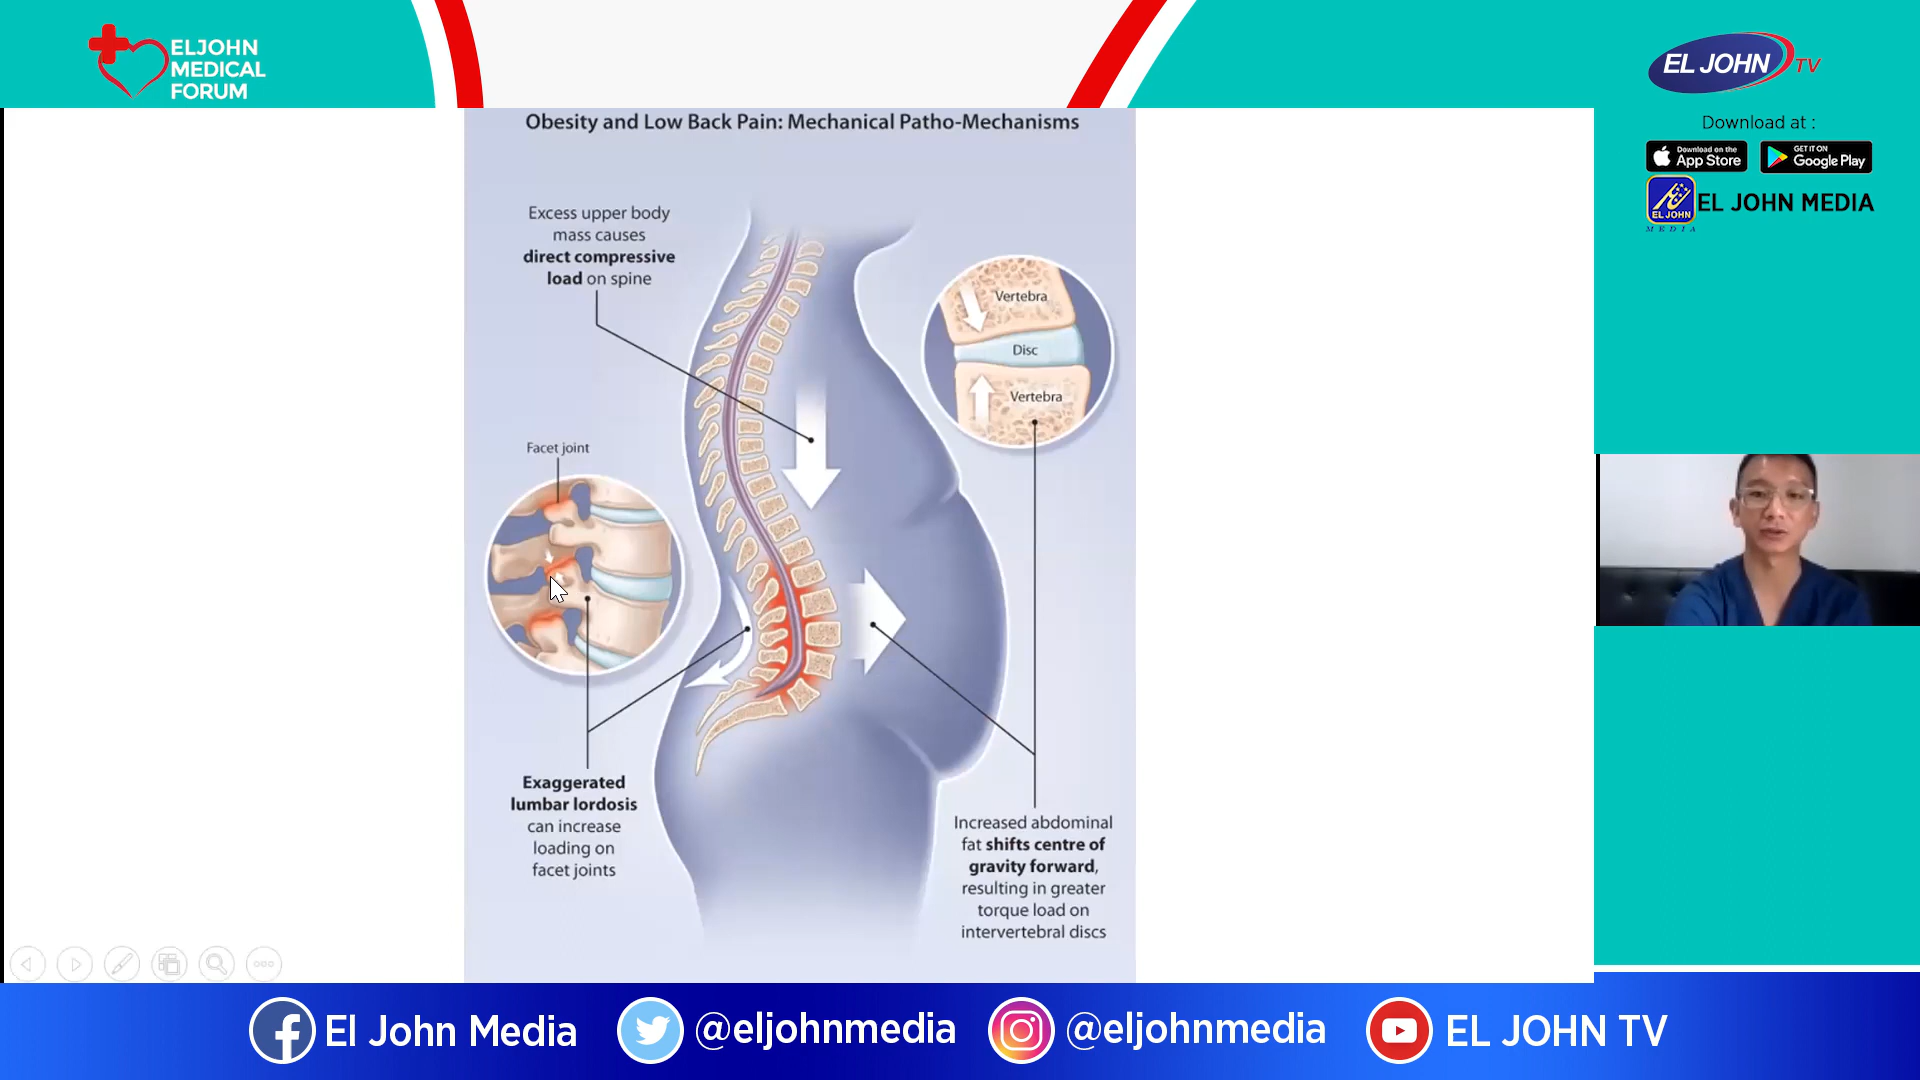 ELJOHN
MEDICAL
FORUM
EL JOHN TV
Download at :
Download on the
App Store
GET IT ON
Google Play
EL JOHN
MEDIA
EL JOHN MEDIA
Obesity and Low Back Pain: Mechanical Patho-Mechanisms
Excess upper body
mass causes
direct compressive
load on spine
Vertebra
Disc
Vertebra
Facet joint
Exaggerated
lumbar lordosis
can increase
loading on
facet joints
Increased abdominal
fat shifts centre of
gravity forward,
resulting in greater
torque load on
intervertebral discs
El John Media
@eljohnmedia
@eljohnmedia
EL JOHN TV